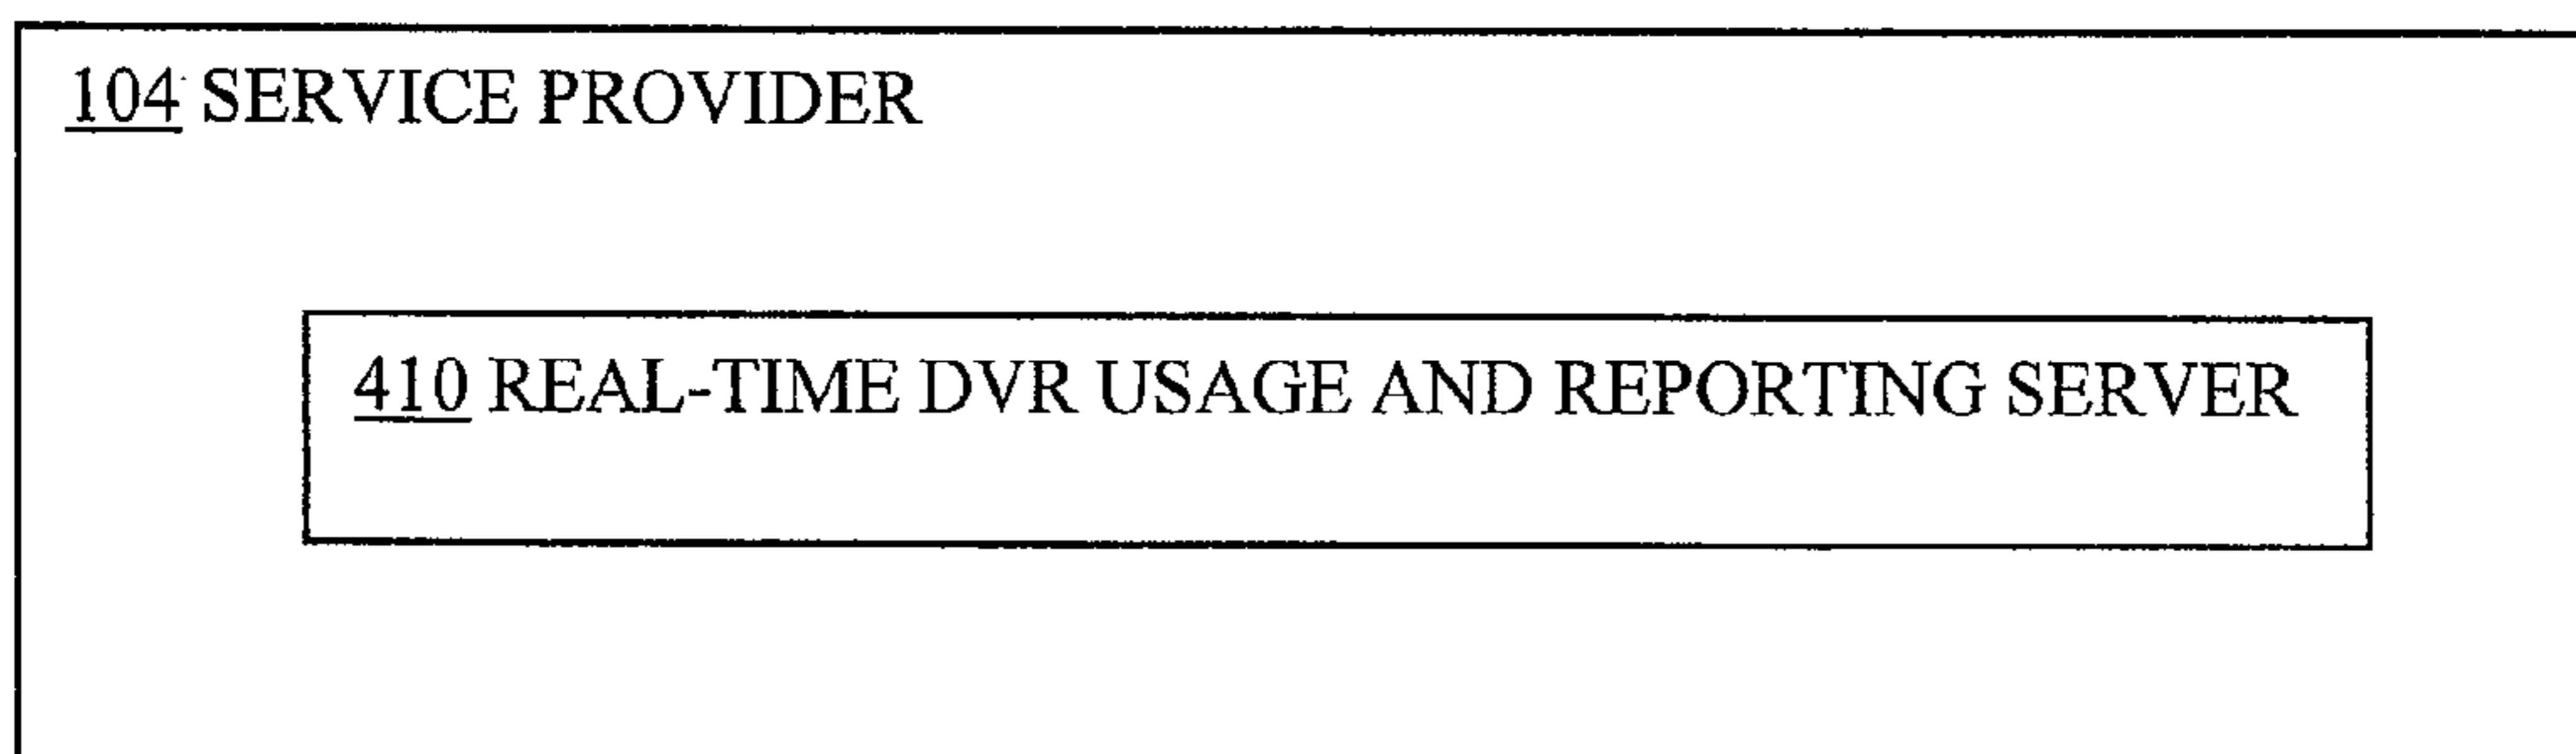 104 SERVICE PROVIDER
410 REAL-TIME DVR USAGE AND REPORTING SERVER